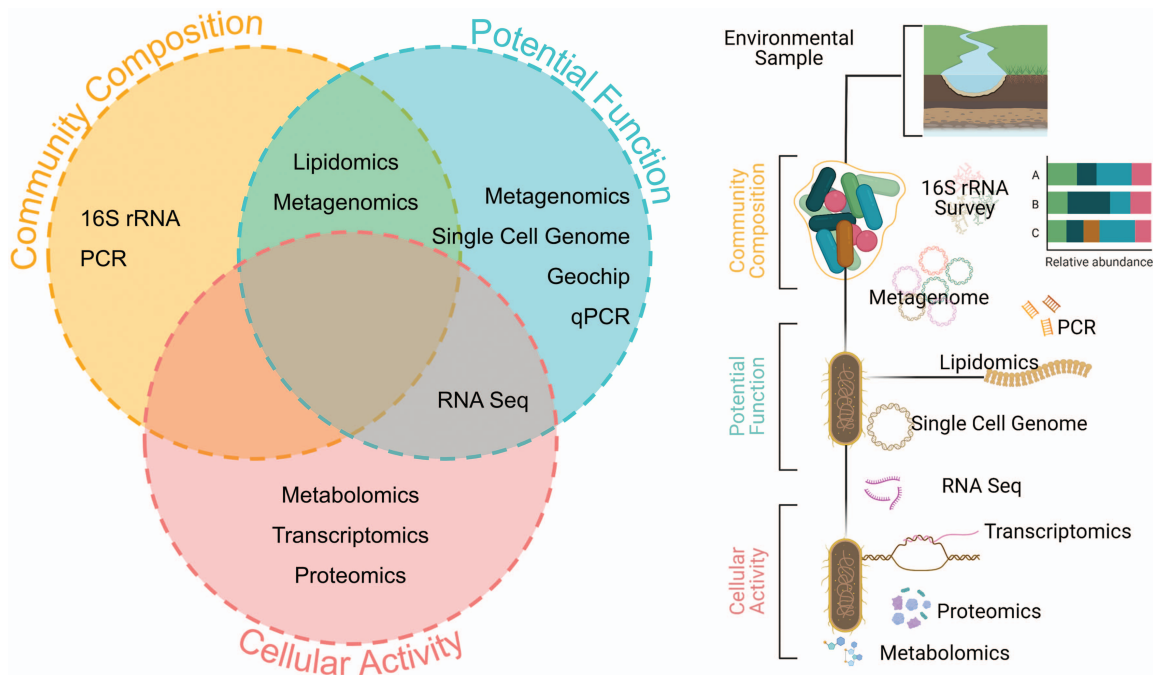 Community Composition
Potential Function
Lipidomics
Metagenomics
16S rRNA
PCR
Metagenomics
Single Cell Genome
Geochip
qPCR
RNA Seq
Metabolomics
Transcriptomics
Proteomics
Cellular Activity
Environmental
Sample
Community
Composition
16S rRNA
Survey
A
B
C
Relative abundance
Metagenome
PCR
Potential
Function
Lipidomics
Single Cell Genome
RNA Seq
Cellular
Activity
Transcriptomics
Proteomics
Metabolomics